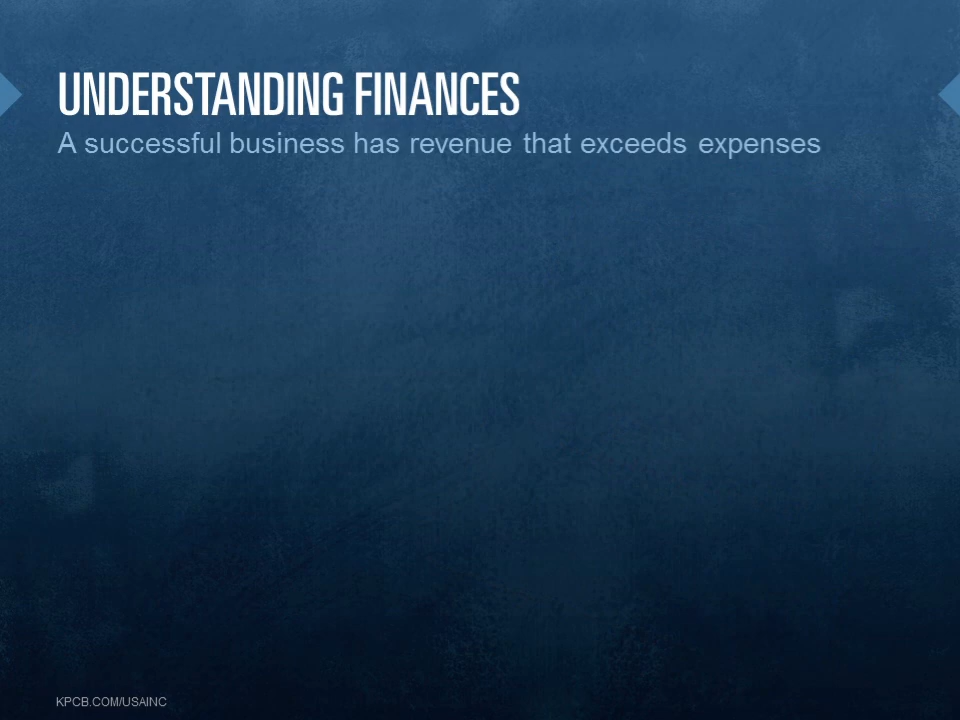 UNDERSTANDING FINANCES
A successful business has revenue that exceeds expenses
KPCB.COM/USAINC